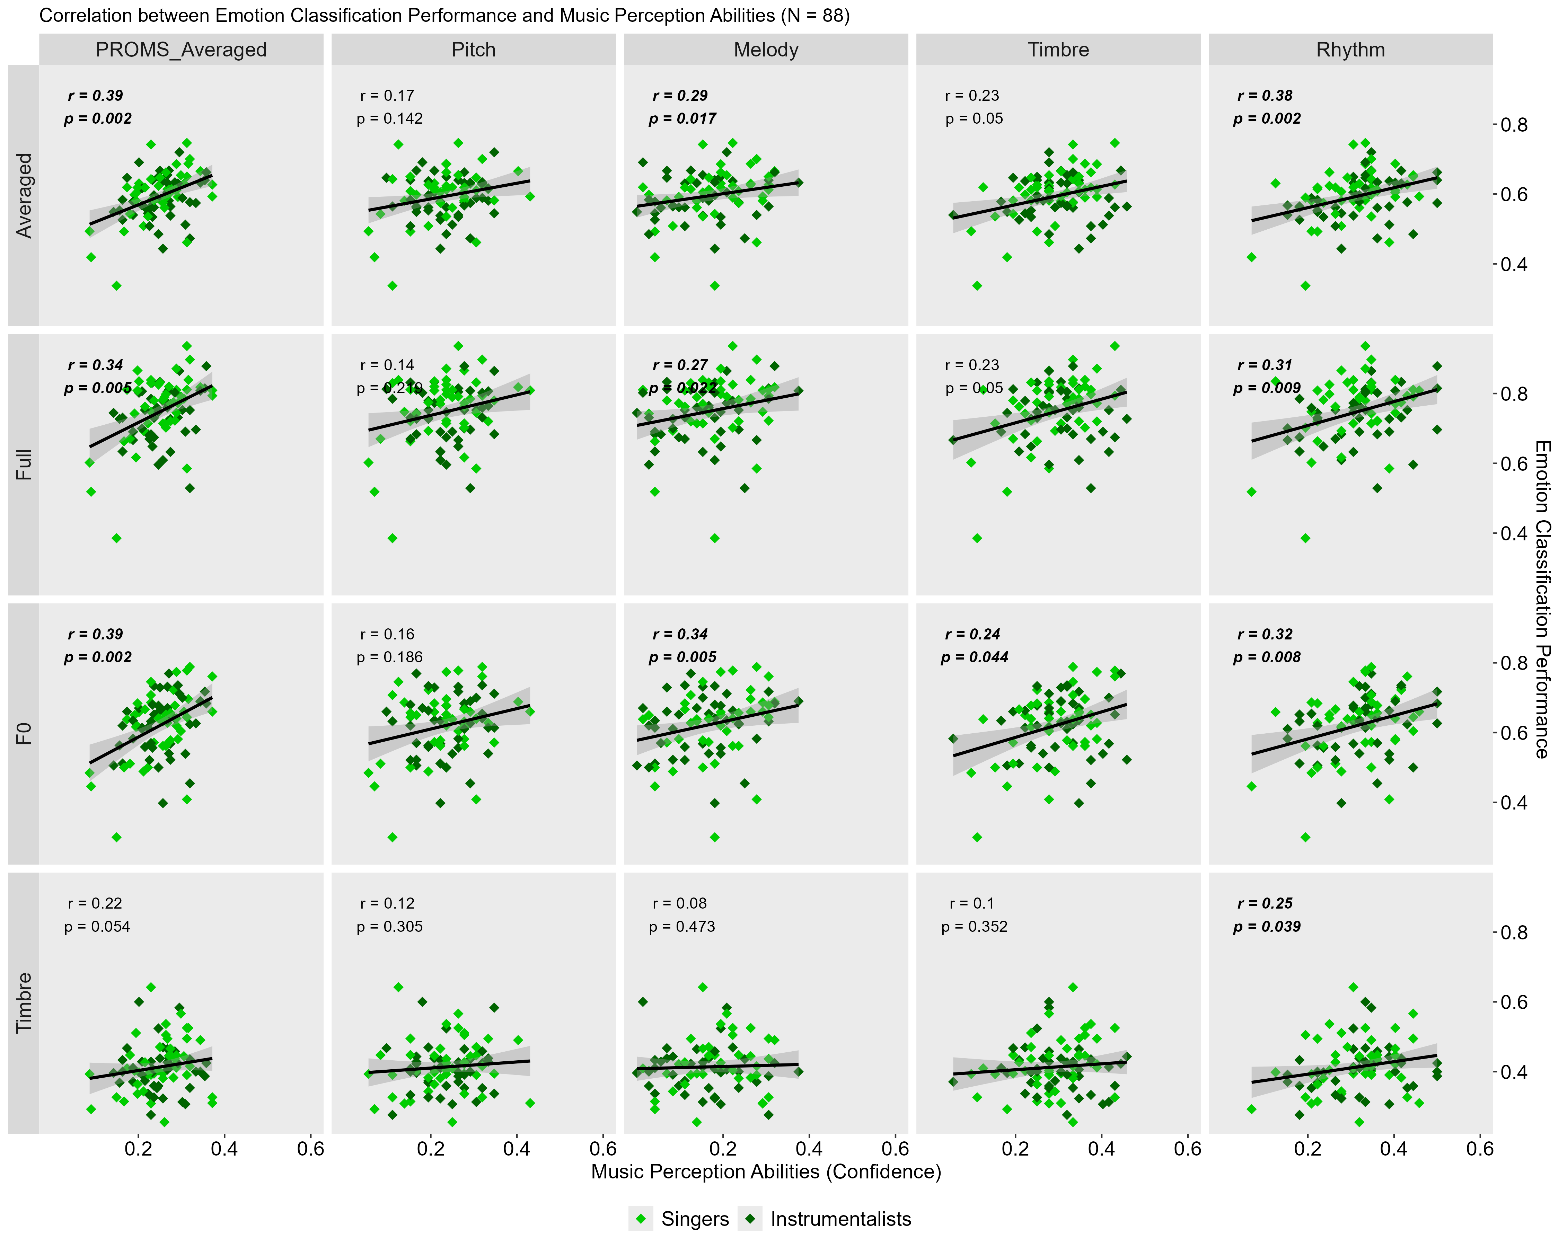 Correlation between Emotion Classification Performance and Music Perception Abilities (N = 88)
PROMS_Averaged Pitch Melody Timbre Rhythm
Averaged
r = 0.39
p = 0.002
r = 0.17
p = 0.142
r = 0.29
p = 0.017
r = 0.23
p = 0.05
r = 0.38
p = 0.002
0.8
0.6
0.4
Full
r = 0.34
p = 0.005
r = 0.14
p = 0.219
r = 0.27
p = 0.022
r = 0.23
p = 0.05
r = 0.31
p = 0.009
0.8
0.6
0.4
F0
r = 0.39
p = 0.002
r = 0.16
p = 0.186
r = 0.34
p = 0.005
r = 0.24
p = 0.044
r = 0.32
p = 0.008
0.8
0.6
0.4
Timbre
r = 0.22
p = 0.054
r = 0.12
p = 0.305
r = 0.08
p = 0.473
r = 0.1
p = 0.352
r = 0.25
p = 0.039
0.8
0.6
0.4
Emotion Classification Performance
0.2 0.4 0.6 0.2 0.4 0.6 0.2 0.4 0.6 0.2 0.4 0.6 0.2 0.4 0.6
Music Perception Abilities (Confidence)
Singers Instrumentalists